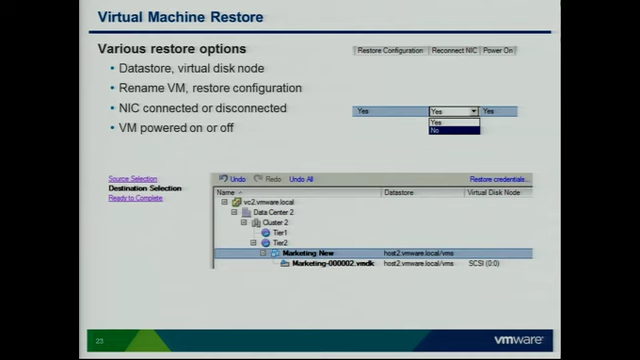 Virtual Machine Restore
Various restore options
• Datastore, virtual disk node
• Rename VM, restore configuration
• NIC connected or disconnected
• VM powered on or off
Restore Configuration Reconnect NIC Power On
Yes Yes Yes
Yes
No
Source Selection
Destination Selection
Ready to Complete
Undo Redo Undo All Restore credentials...
Name Datastore Virtual Disk Node
vc2.vmware.local
Data Center 2
Cluster 2
Tier1
Tier2
Marketing New host2.vmware.local/vms
Marketing-000002.vmdk host2.vmware.local/vms SCSI (0:0)
23
vmware